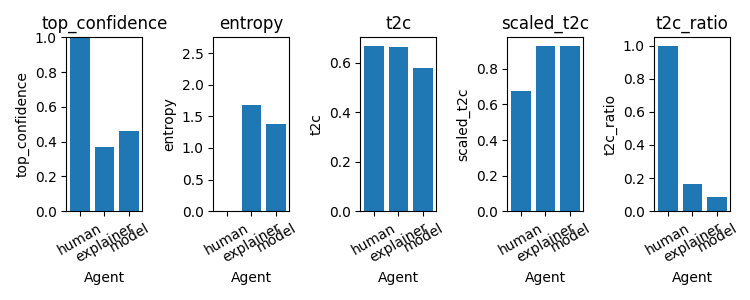 top_confidence
top_confidence
1.0
0.8
0.6
0.4
0.2
0.0
human
explainer
model
Agent
entropy
entropy
2.5
2.0
1.5
1.0
0.5
0.0
human
explainer
model
Agent
t2c
t2c
0.6
0.4
0.2
0.0
human
explainer
model
Agent
scaled_t2c
scaled_t2c
0.8
0.6
0.4
0.2
0.0
human
explainer
model
Agent
t2c_ratio
t2c_ratio
1.0
0.8
0.6
0.4
0.2
0.0
human
explainer
model
Agent